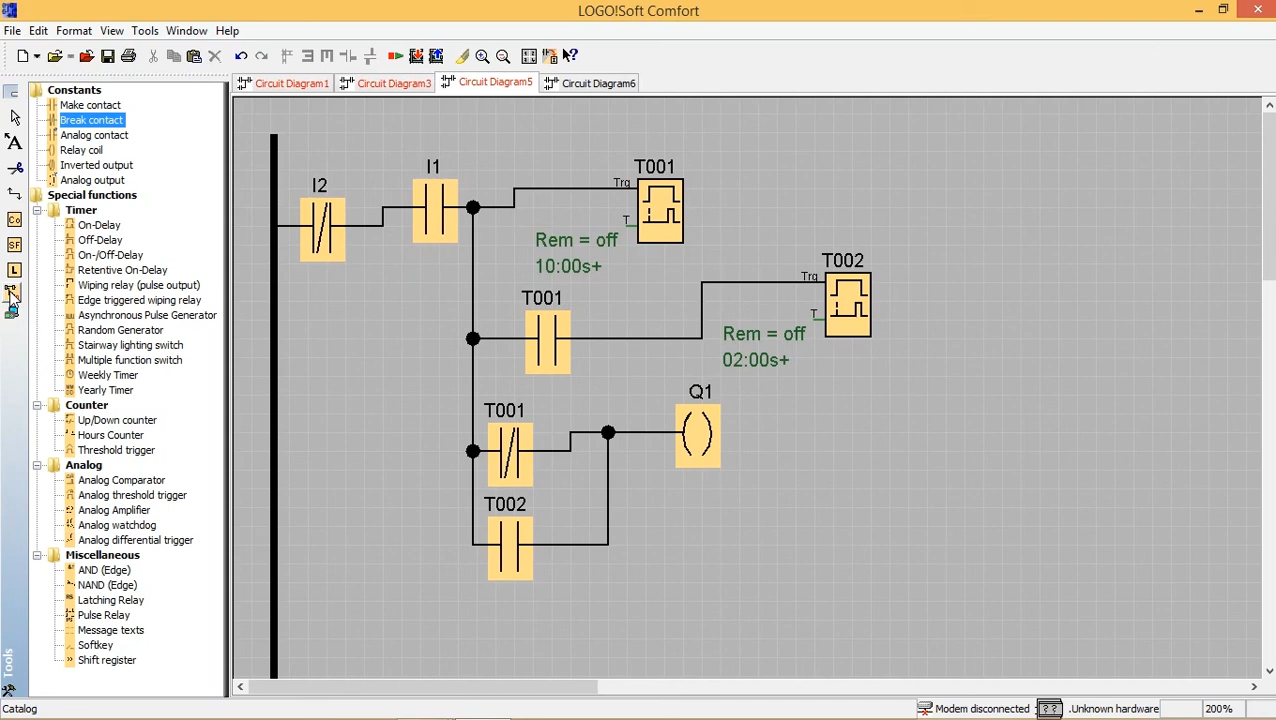 LOGO!Soft Comfort
File Edit Format View Tools Window Help
Circuit Diagram1 Circuit Diagram3 Circuit Diagram5 Circuit Diagram6
Constants
Make contact
Break contact
Analog contact
Relay coil
Inverted output
Analog output
Special functions
Timer
On-Delay
Off-Delay
On-/Off-Delay
Retentive On-Delay
Wiping relay (pulse output)
Edge triggered wiping relay
Asynchronous Pulse Generator
Random Generator
Stairway lighting switch
Multiple function switch
Weekly Timer
Yearly Timer
Counter
Up/Down counter
Hours Counter
Threshold trigger
Analog
Analog Comparator
Analog threshold trigger
Analog Amplifier
Analog watchdog
Analog differential trigger
Miscellaneous
AND (Edge)
NAND (Edge)
Latching Relay
Pulse Relay
Message texts
Softkey
Shift register
Co
SF
L
Tools
I2
I1
T001
Trg
T
Rem = off
10:00s+
T002
Trg
T
Rem = off
02:00s+
T001
T001
Q1
T002
Catalog
Modem disconnected
? ?
.Unknown hardware
200%